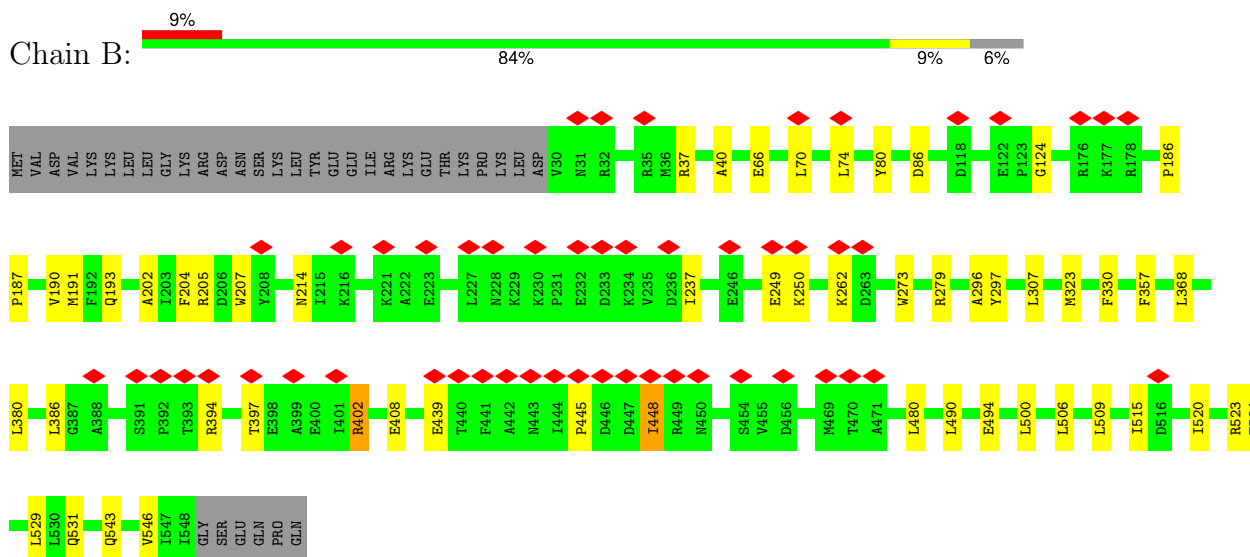 9%
Chain B:
84% 9% 6%
MET VAL ASP VAL LYS LYS LEU LEU GLY LYS ARG ASP ASN SER LYS LEU TYR GLU GLU ILE ARG LYS GLU THR LYS PRO LYS LEU ASP V30 N31 R32 R35 M36 R37 A40 E66 L70 L74 Y80 D86 D118 E122 P123 G124 R176 K177 R178 P186
P187 V190 M191 F192 Q193 A202 I203 F204 R205 D206 W207 Y208 N214 I215 K216 K221 A222 E223 L227 N228 K229 K230 P231 E232 D233 K234 V235 D236 I237 E246 E249 K250 K262 D263 W273 R279 A296 Y297 L307 M323 F330 F357 L368
L380 L386 G387 A388 S391 P392 T393 R394 T397 E398 A399 E400 I401 R402 E408 E439 T440 F441 A442 N443 I444 P445 D446 D447 I448 R449 N450 S454 V455 D456 M469 T470 A471 L480 L490 E494 L500 L506 L509 I515 D516 I520 R523
L529 L530 Q531 Q543 V546 I547 I548 GLY SER GLU GLN PRO GLN